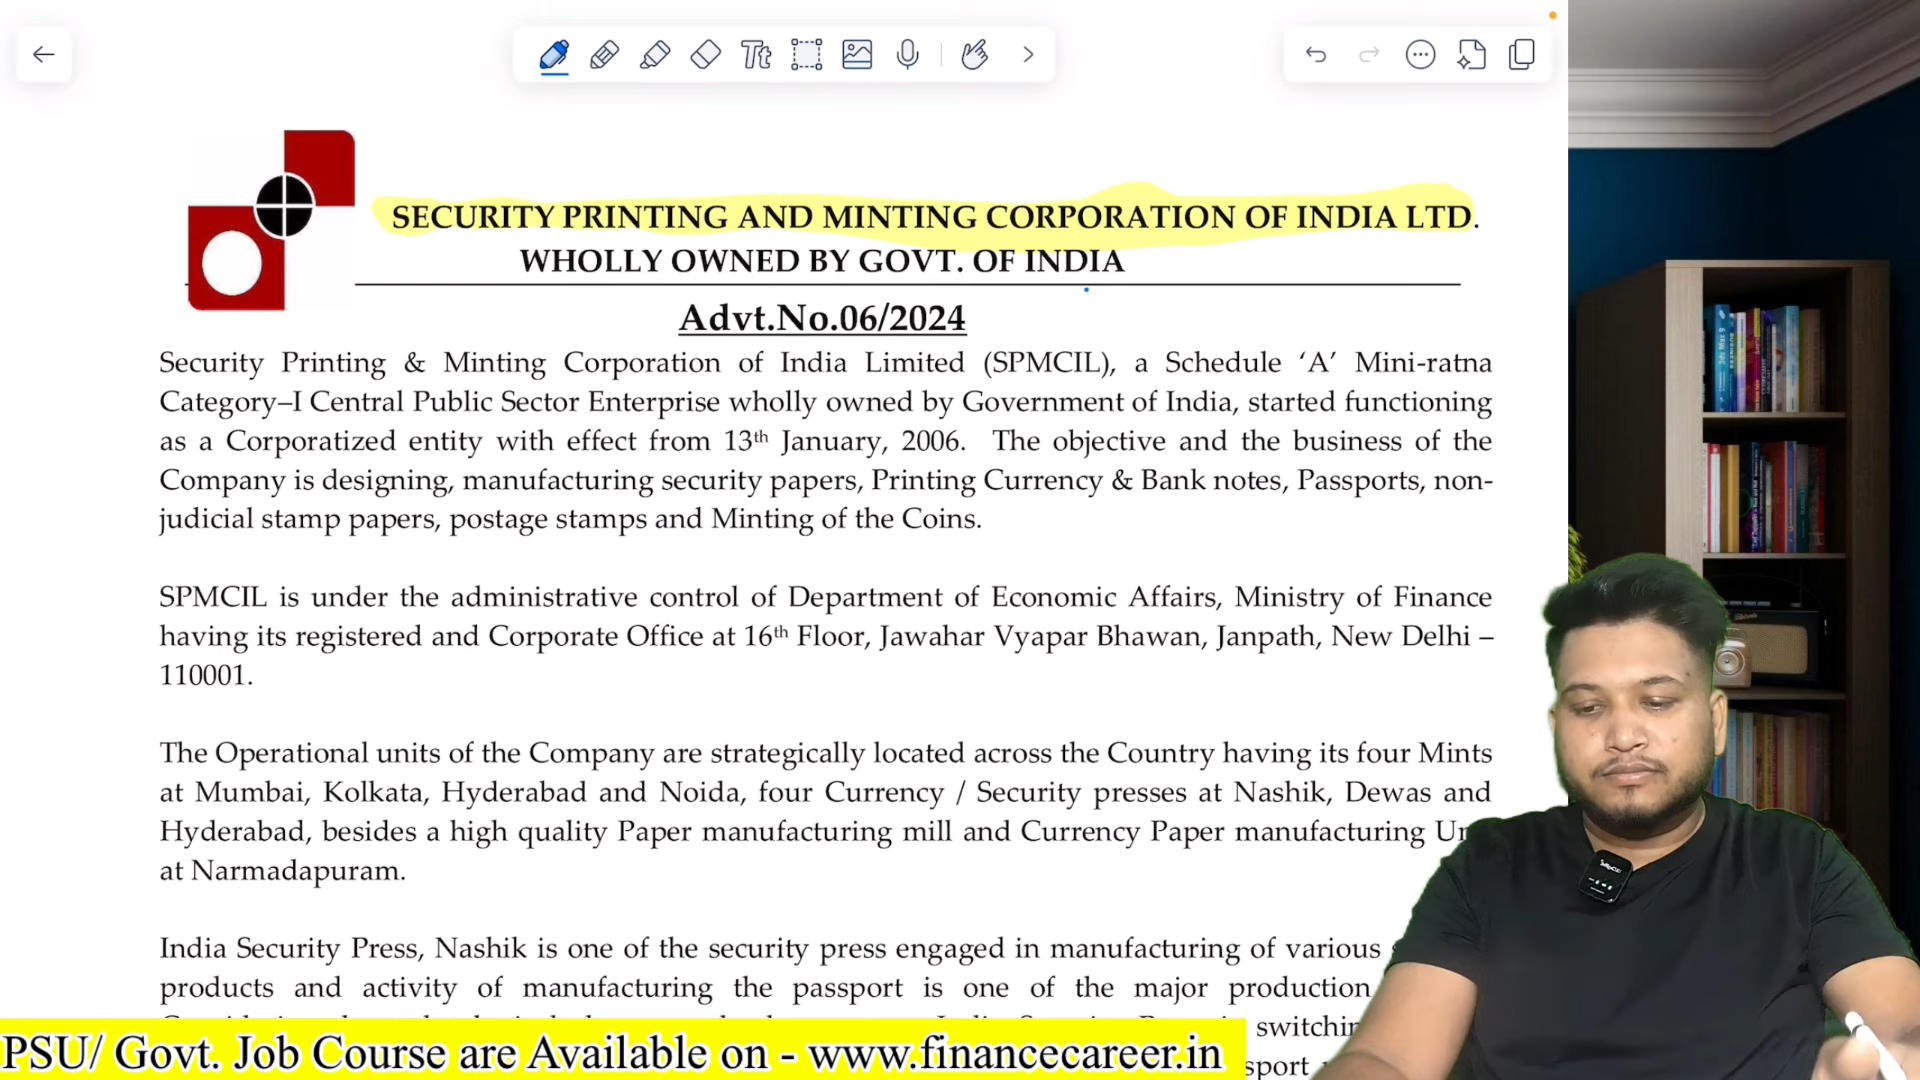 SECURITY PRINTING AND MINTING CORPORATION OF INDIA LTD.
WHOLLY OWNED BY GOVT. OF INDIA
Advt.No.06/2024
Security Printing & Minting Corporation of India Limited (SPMCIL), a Schedule ‘A’ Mini-ratna
Category–I Central Public Sector Enterprise wholly owned by Government of India, started functioning
as a Corporatized entity with effect from 13th January, 2006. The objective and the business of the
Company is designing, manufacturing security papers, Printing Currency & Bank notes, Passports, non-
judicial stamp papers, postage stamps and Minting of the Coins.
SPMCIL is under the administrative control of Department of Economic Affairs, Ministry of Finance
having its registered and Corporate Office at 16th Floor, Jawahar Vyapar Bhawan, Janpath, New Delhi –
110001.
The Operational units of the Company are strategically located across the Country having its four Mints
at Mumbai, Kolkata, Hyderabad and Noida, four Currency / Security presses at Nashik, Dewas and
Hyderabad, besides a high quality Paper manufacturing mill and Currency Paper manufacturing
at Narmadapuram.
India Security Press, Nashik is one of the security press engaged in manufacturing of various
products and activity of manufacturing the passport is one of the major production
PSU/ Govt. Job Course are Available on - www.financecareer.in
Tt